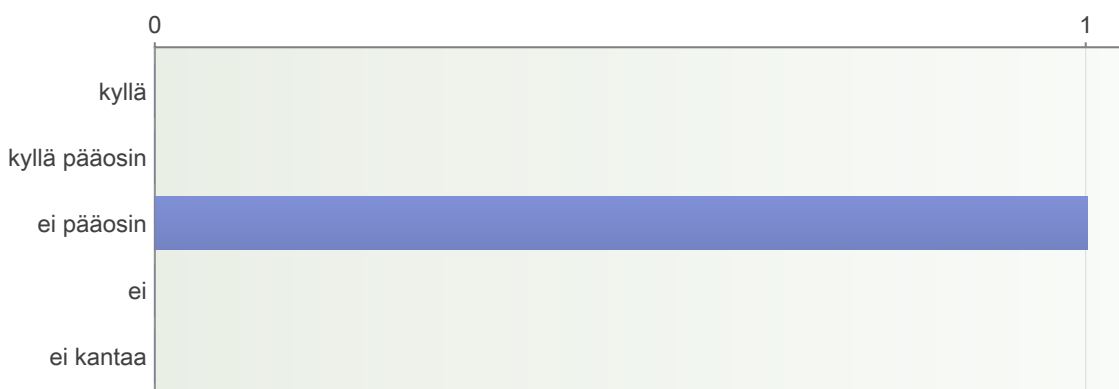 0 1
kyllä
kyllä pääosin
ei pääosin
ei
ei kantaa